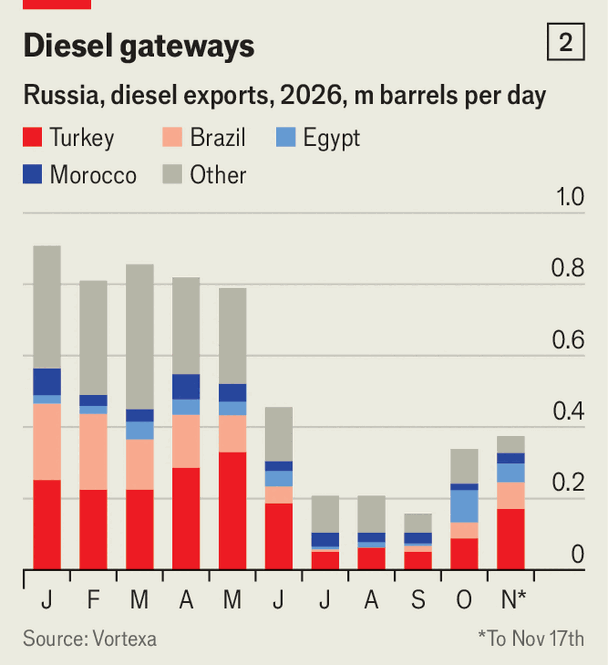 Diesel gateways
2
Russia, diesel exports, 2026, m barrels per day
Turkey Brazil Egypt
Morocco Other
1.0
0.8
0.6
0.4
0.2
0
J F M A M J J A S O N*
Source: Vortexa *To Nov 17th